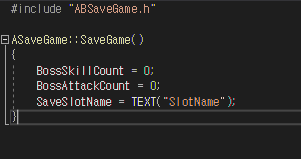 #include "ABSaveGame.h"
ASaveGame::SaveGame()
{
BossSkillCount = 0;
BossAttackCount = 0;
SaveSlotName = TEXT("SlotName");
}